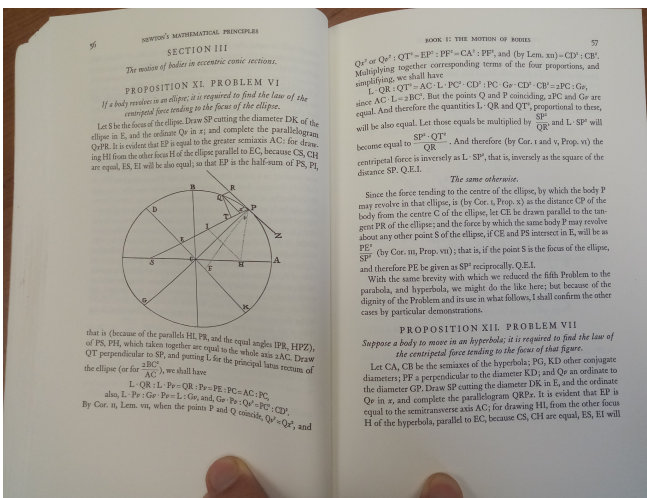 56
NEWTON'S MATHEMATICAL PRINCIPLES
SECTION III
The motion of bodies in eccentric conic sections.
PROPOSITION XI. PROBLEM VI
If a body revolves in an ellipse; it is required to find the law of the
centripetal force tending to the focus of the ellipse.
Let S be the focus of the ellipse. Draw SP cutting the diameter DK of the
ellipse in E, and the ordinate Qv in x; and complete the parallelogram
QxPR. It is evident that EP is equal to the greater semiaxis AC: for draw-
ing HI from the other focus H of the ellipse parallel to EC, because CS, CH
are equal, ES, EI will be also equal; so that EP is the half-sum of PS, PI,
B R
Q P
D T x v
I Z
E
S C F H A
G K
that is (because of the parallels HI, PR, and the equal angles IPR, HPZ),
of PS, PH, which taken together are equal to the whole axis 2AC. Draw
QT perpendicular to SP, and putting L for the principal latus rectum of
the ellipse (or for 2BC²/AC), we shall have
L · QR : L · Pv = QR : Pv = PE : PC = AC : PC,
also, L · Pv : Gv · Pv = L : Gv, and, Gv · Pv : Qv² = PC² : CD².
By Cor. II, Lem. VII, when the points P and Q coincide, Qv² = Qx², and
BOOK I: THE MOTION OF BODIES
57
Qx² or Qv² : QT² = EP² : PF² = CA² : PF², and (by Lem. XII) = CD² : CB².
Multiplying together corresponding terms of the four proportions, and
simplifying, we shall have
L · QR : QT² = AC · L · PC² · CD² : PC · Gv · CD² · CB² = 2PC : Gv,
since AC · L = 2BC². But the points Q and P coinciding, 2PC and Gv are
equal. And therefore the quantities L · QR and QT², proportional to these,
will be also equal. Let those equals be multiplied by SP²/QR, and L · SP² will
become equal to SP² · QT²/QR. And therefore (by Cor. I and V, Prop. VI) the
centripetal force is inversely as L · SP², that is, inversely as the square of the
distance SP. Q.E.I.
The same otherwise.
Since the force tending to the centre of the ellipse, by which the body P
may revolve in that ellipse, is (by Cor. I, Prop. X) as the distance CP of the
body from the centre C of the ellipse, let CE be drawn parallel to the tan-
gent PR of the ellipse; and the force by which the same body P may revolve
about any other point S of the ellipse, if CE and PS intersect in E, will be as
PE³/SP² (by Cor. III, Prop. VII); that is, if the point S is the focus of the ellipse,
and therefore PE be given as SP² reciprocally. Q.E.I.
With the same brevity with which we reduced the fifth Problem to the
parabola, and hyperbola, we might do the like here; but because of the
dignity of the Problem and its use in what follows, I shall confirm the other
cases by particular demonstrations.
PROPOSITION XII. PROBLEM VII
Suppose a body to move in an hyperbola; it is required to find the law of
the centripetal force tending to the focus of that figure.
Let CA, CB be the semiaxes of the hyperbola; PG, KD other conjugate
diameters; PF a perpendicular to the diameter KD; and Qv an ordinate to
the diameter GP. Draw SP cutting the diameter DK in E, and the ordinate
Qv in x, and complete the parallelogram QRPx. It is evident that EP is
equal to the semitransverse axis AC; for drawing HI, from the other focus
H of the hyperbola, parallel to EC, because CS, CH are equal, ES, EI will